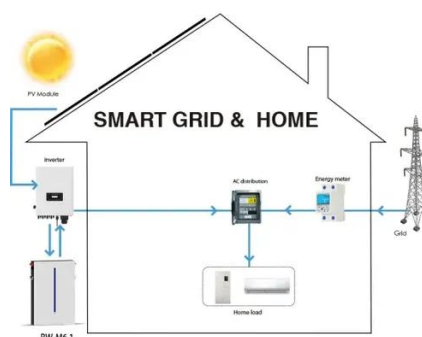 PV Module
SMART GRID & HOME
Inverter
AC distribution
Energy meter
Grid
Home load